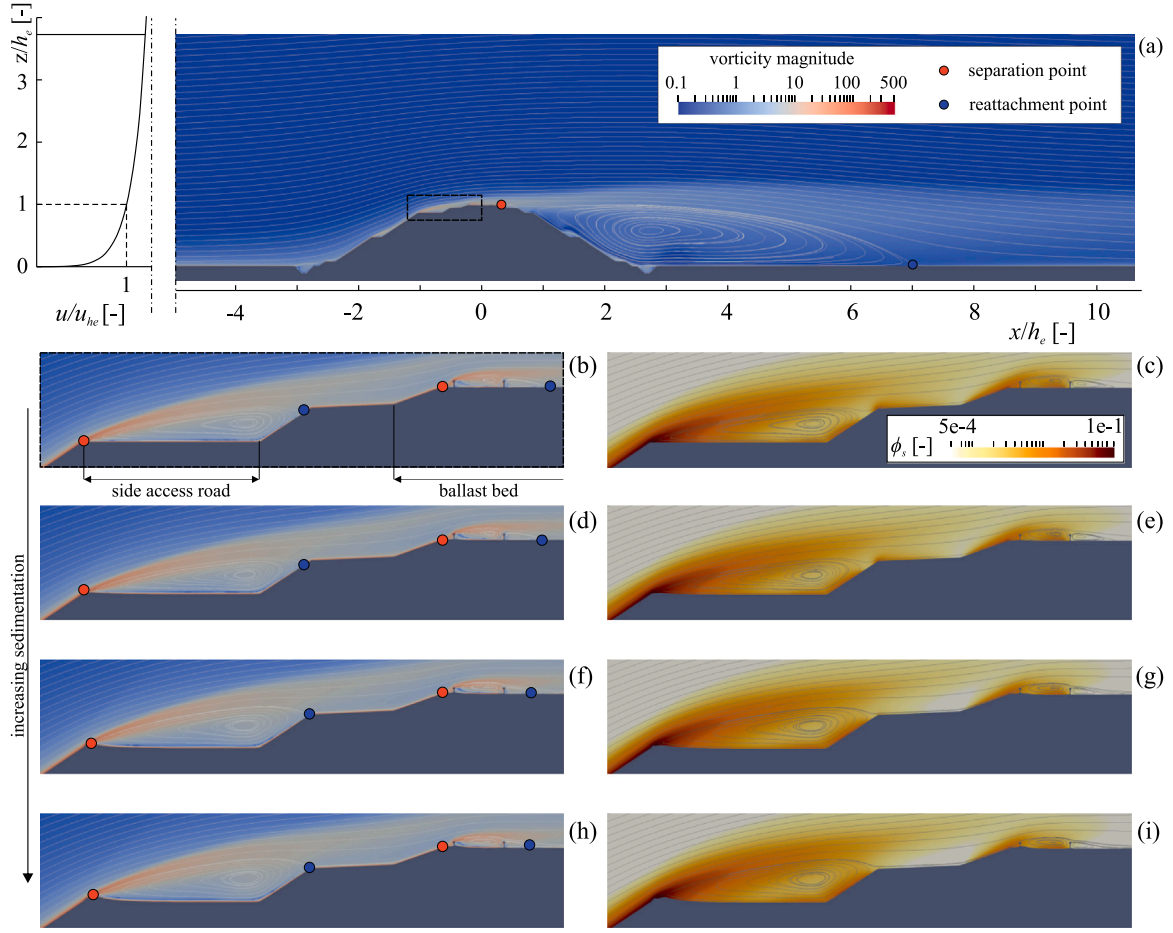 z/h_e [-]
3
2
1
0
1
u/u_he [-]
(a)
vorticity magnitude
0.1 1 10 100 500
separation point
reattachment point
-4 -2 0 2 4 6 8 10
x/h_e [-]
(b)
side access road
ballast bed
(c)
5e-4 1e-1
ϕ_s [-]
increasing sedimentation
(d)
(e)
(f)
(g)
(h)
(i)